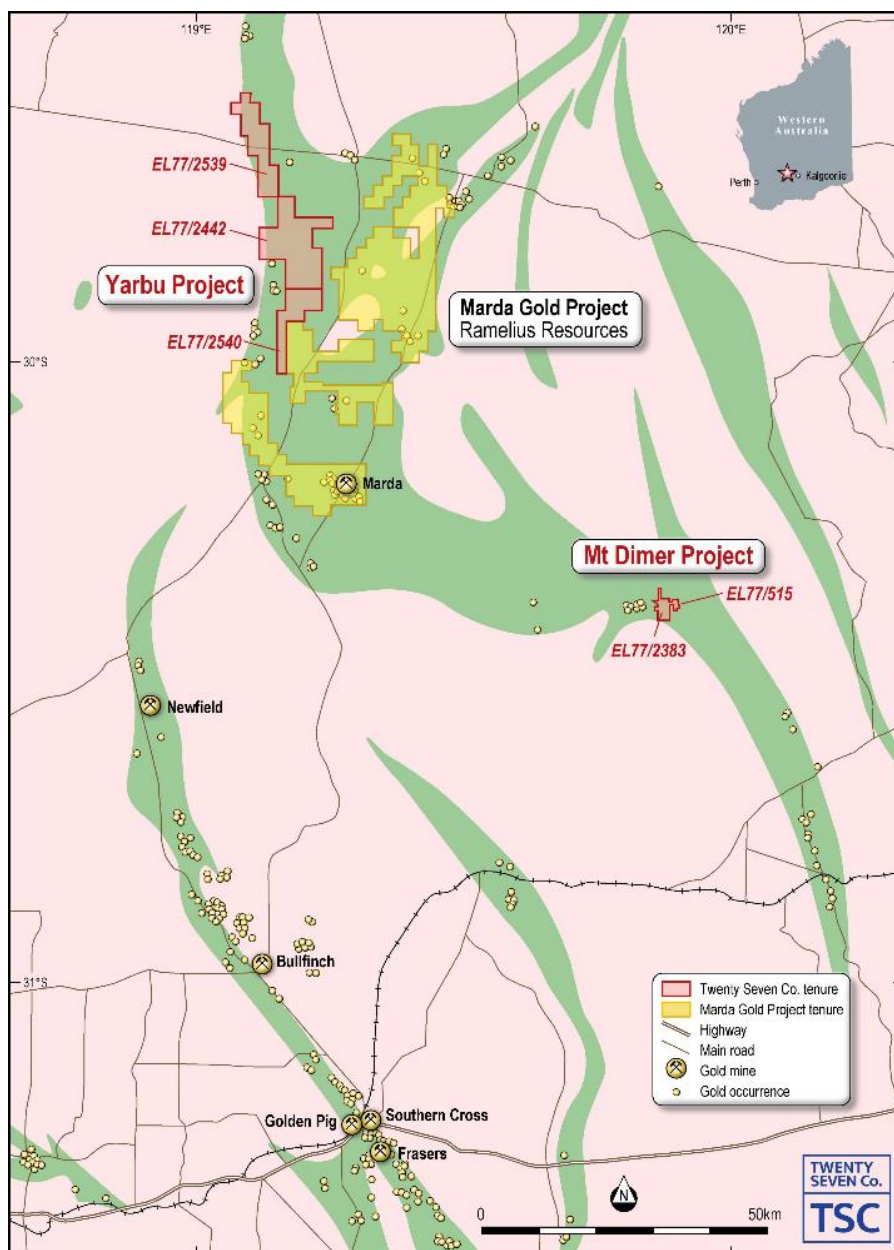 119°E
120°E
Western
Australia
Perth
Kalgoorlie
EL77/2539
EL77/2442
Yarbu Project
Marda Gold Project
Ramelius Resources
EL77/2540
30°S
Marda
Mt Dimer Project
EL77/515
EL77/2383
Newfield
Bullfinch
31°S
Twenty Seven Co. tenure
Marda Gold Project tenure
Highway
Main road
Gold mine
Gold occurrence
Golden Pig
Southern Cross
Frasers
N
0
50km
TWENTY
SEVEN Co.
TSC